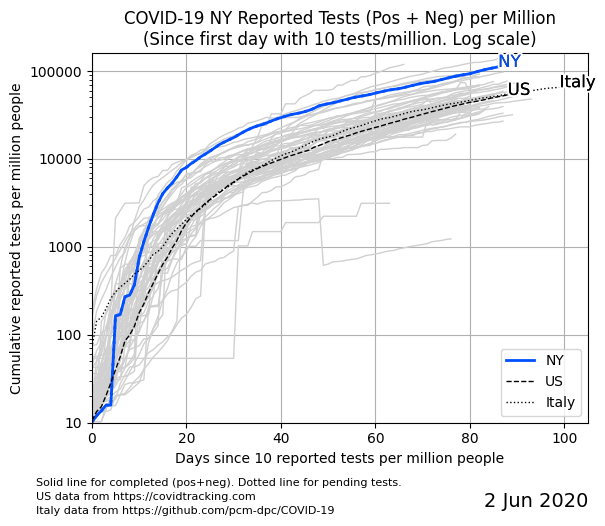 COVID-19 NY Reported Tests (Pos + Neg) per Million
(Since first day with 10 tests/million. Log scale)
Cumulative reported tests per million people
100000
10000
1000
100
10
NY
US
Italy
NY
US
Italy
0
20
40
60
80
100
Days since 10 reported tests per million people
Solid line for completed (pos+neg). Dotted line for pending tests.
US data from https://covidtracking.com
Italy data from https://github.com/pcm-dpc/COVID-19
2 Jun 2020